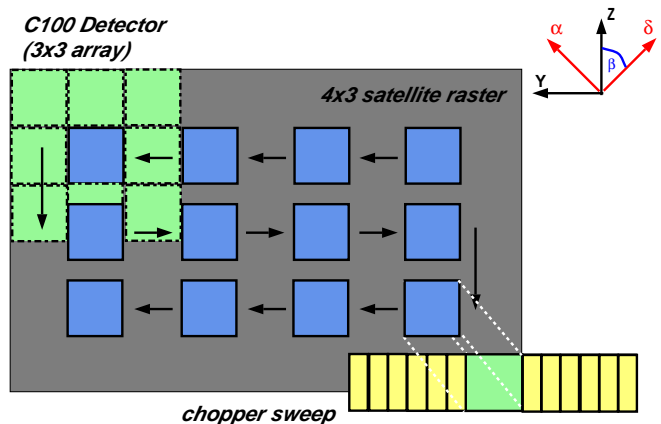 C100 Detector
(3x3 array)
Z
α
δ
β
Y
4x3 satellite raster
chopper sweep